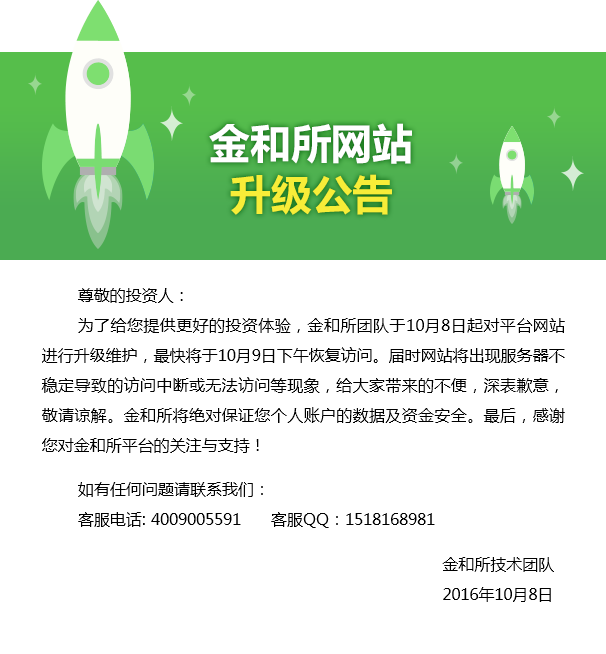 金和所网站
升级公告
尊敬的投资人：
为了给您提供更好的投资体验，金和所团队于10月8日起对平台网站
进行升级维护，最快将于10月9日下午恢复访问。届时网站将出现服务器不
稳定导致的访问中断或无法访问等现象，给大家带来的不便，深表歉意，
敬请谅解。金和所将绝对保证您个人账户的数据及资金安全。最后，感谢
您对金和所平台的关注与支持！
如有任何问题请联系我们：
客服电话: 4009005591 客服QQ：1518168981
金和所技术团队
2016年10月8日